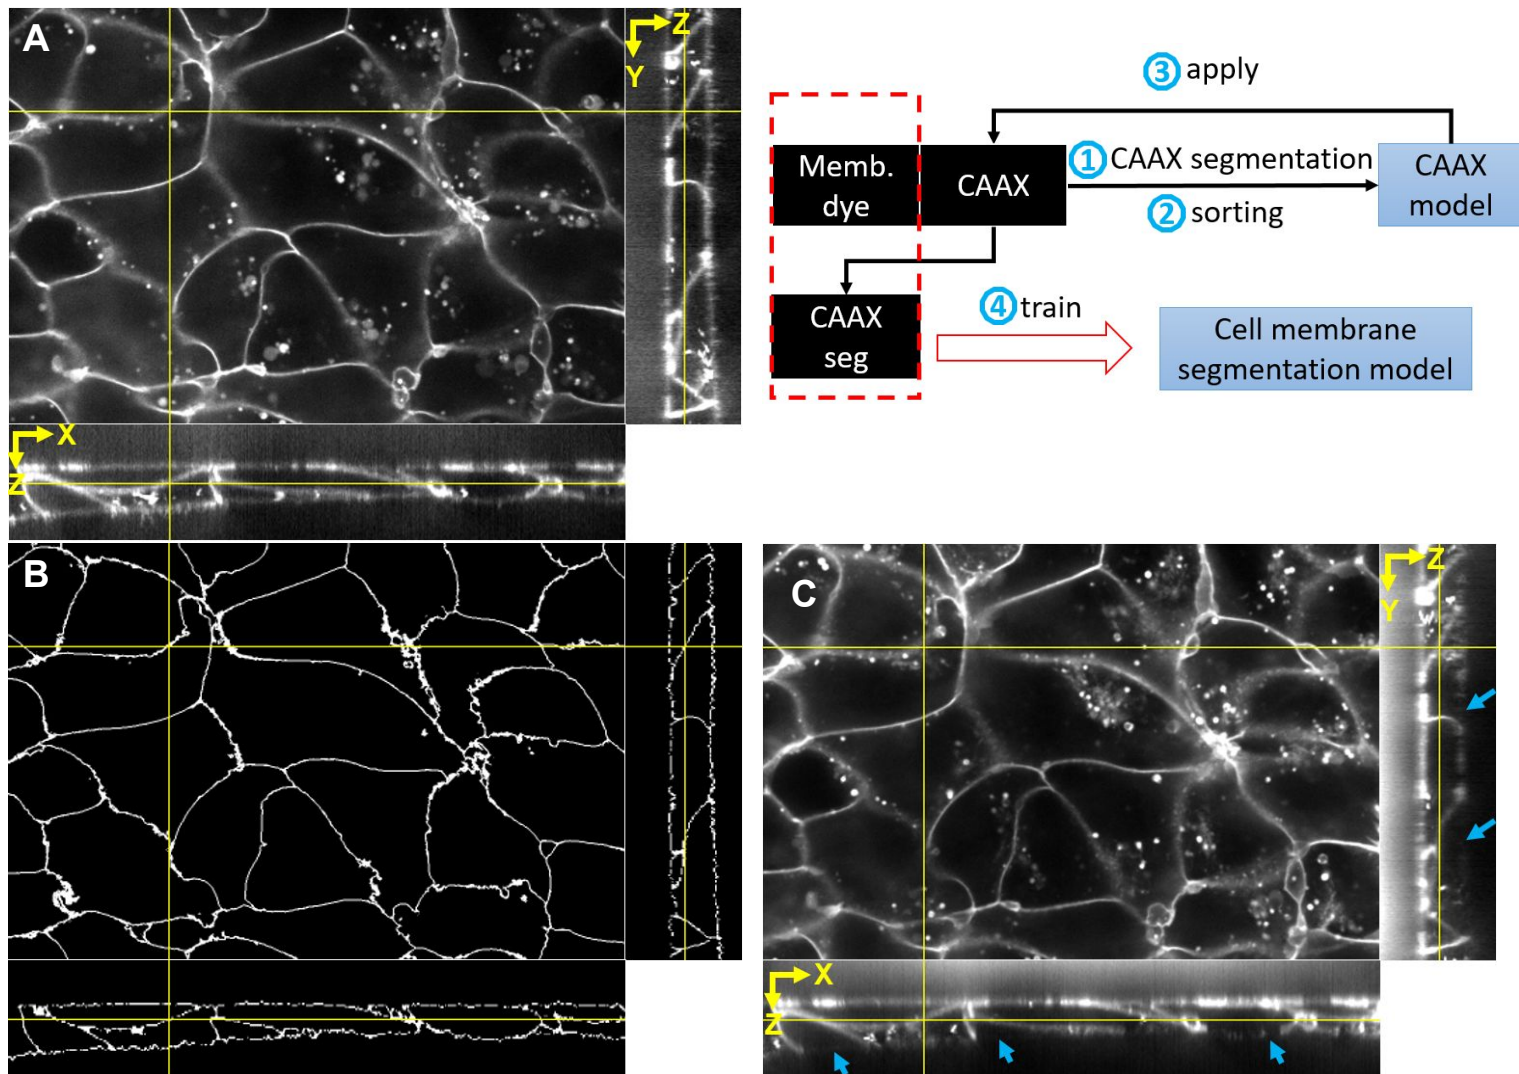 A
Z
Y
X
Z
③ apply
Memb.
dye
CAAX
① CAAX segmentation
② sorting
CAAX
model
CAAX
seg
④ train
Cell membrane
segmentation model
B
C
Z
Y
X
Z